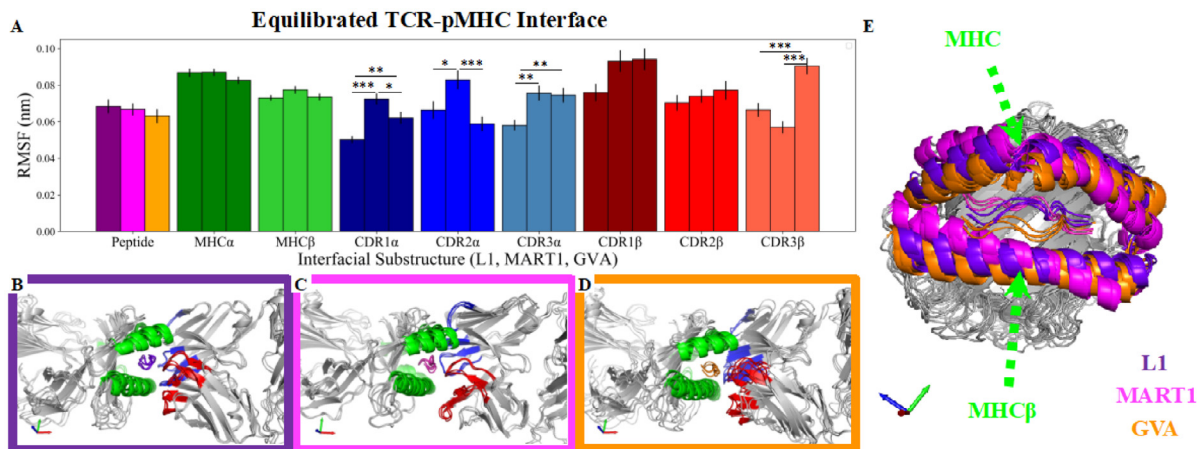 Equilibrated TCR-pMHC Interface
A
RMSF (nm)
0.10
0.08
0.06
0.04
0.02
0.00
** *** *
* ***
** **
*** ***
Peptide MHCα MHCβ CDR1α CDR2α CDR3α CDR1β CDR2β CDR3β
Interfacial Substructure (L1, MART1, GVA)
B
C
D
E
MHC
MHCβ
L1
MART1
GVA